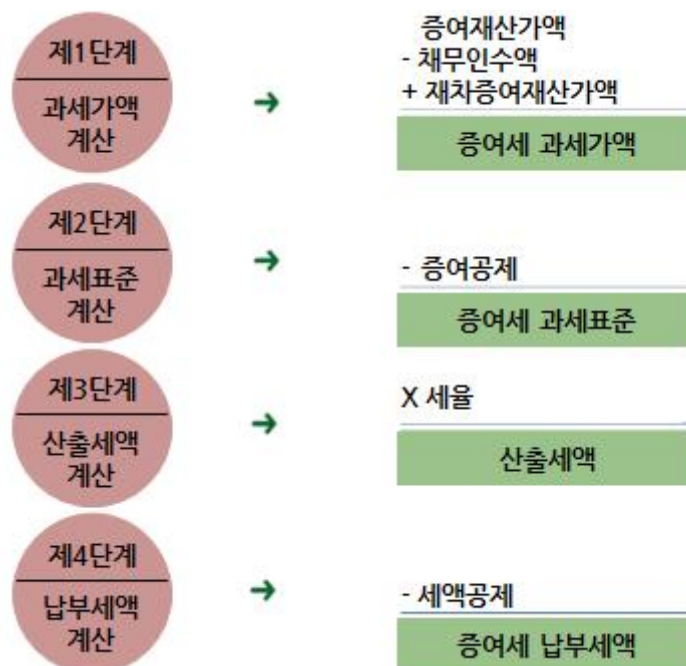 제1단계
과세가액
계산
➔
증여재산가액
- 채무인수액
+ 재차증여재산가액
증여세 과세가액
제2단계
과세표준
계산
➔
- 증여공제
증여세 과세표준
제3단계
산출세액
계산
➔
X 세율
산출세액
제4단계
납부세액
계산
➔
- 세액공제
증여세 납부세액